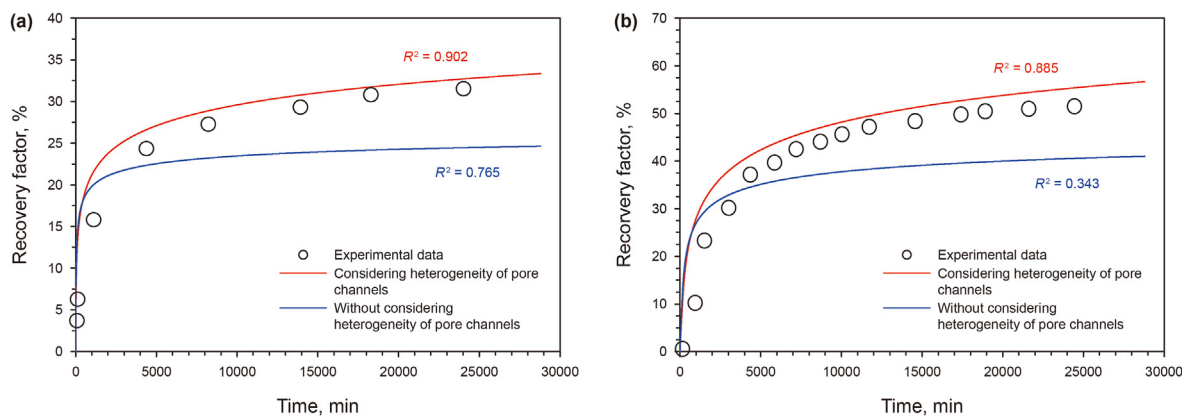 (a)
40
35
30
25
20
15
10
5
0
Recovery factor, %
R² = 0.902
R² = 0.765
Experimental data
Considering heterogeneity of pore
channels
Without considering
heterogeneity of pore channels
0 5000 10000 15000 20000 25000 30000
Time, min
(b)
70
60
50
40
30
20
10
0
Recorvery factor, %
R² = 0.885
R² = 0.343
Experimental data
Considering heterogeneity of pore
channels
Without considering
heterogeneity of pore channels
0 5000 10000 15000 20000 25000 30000
Time, min